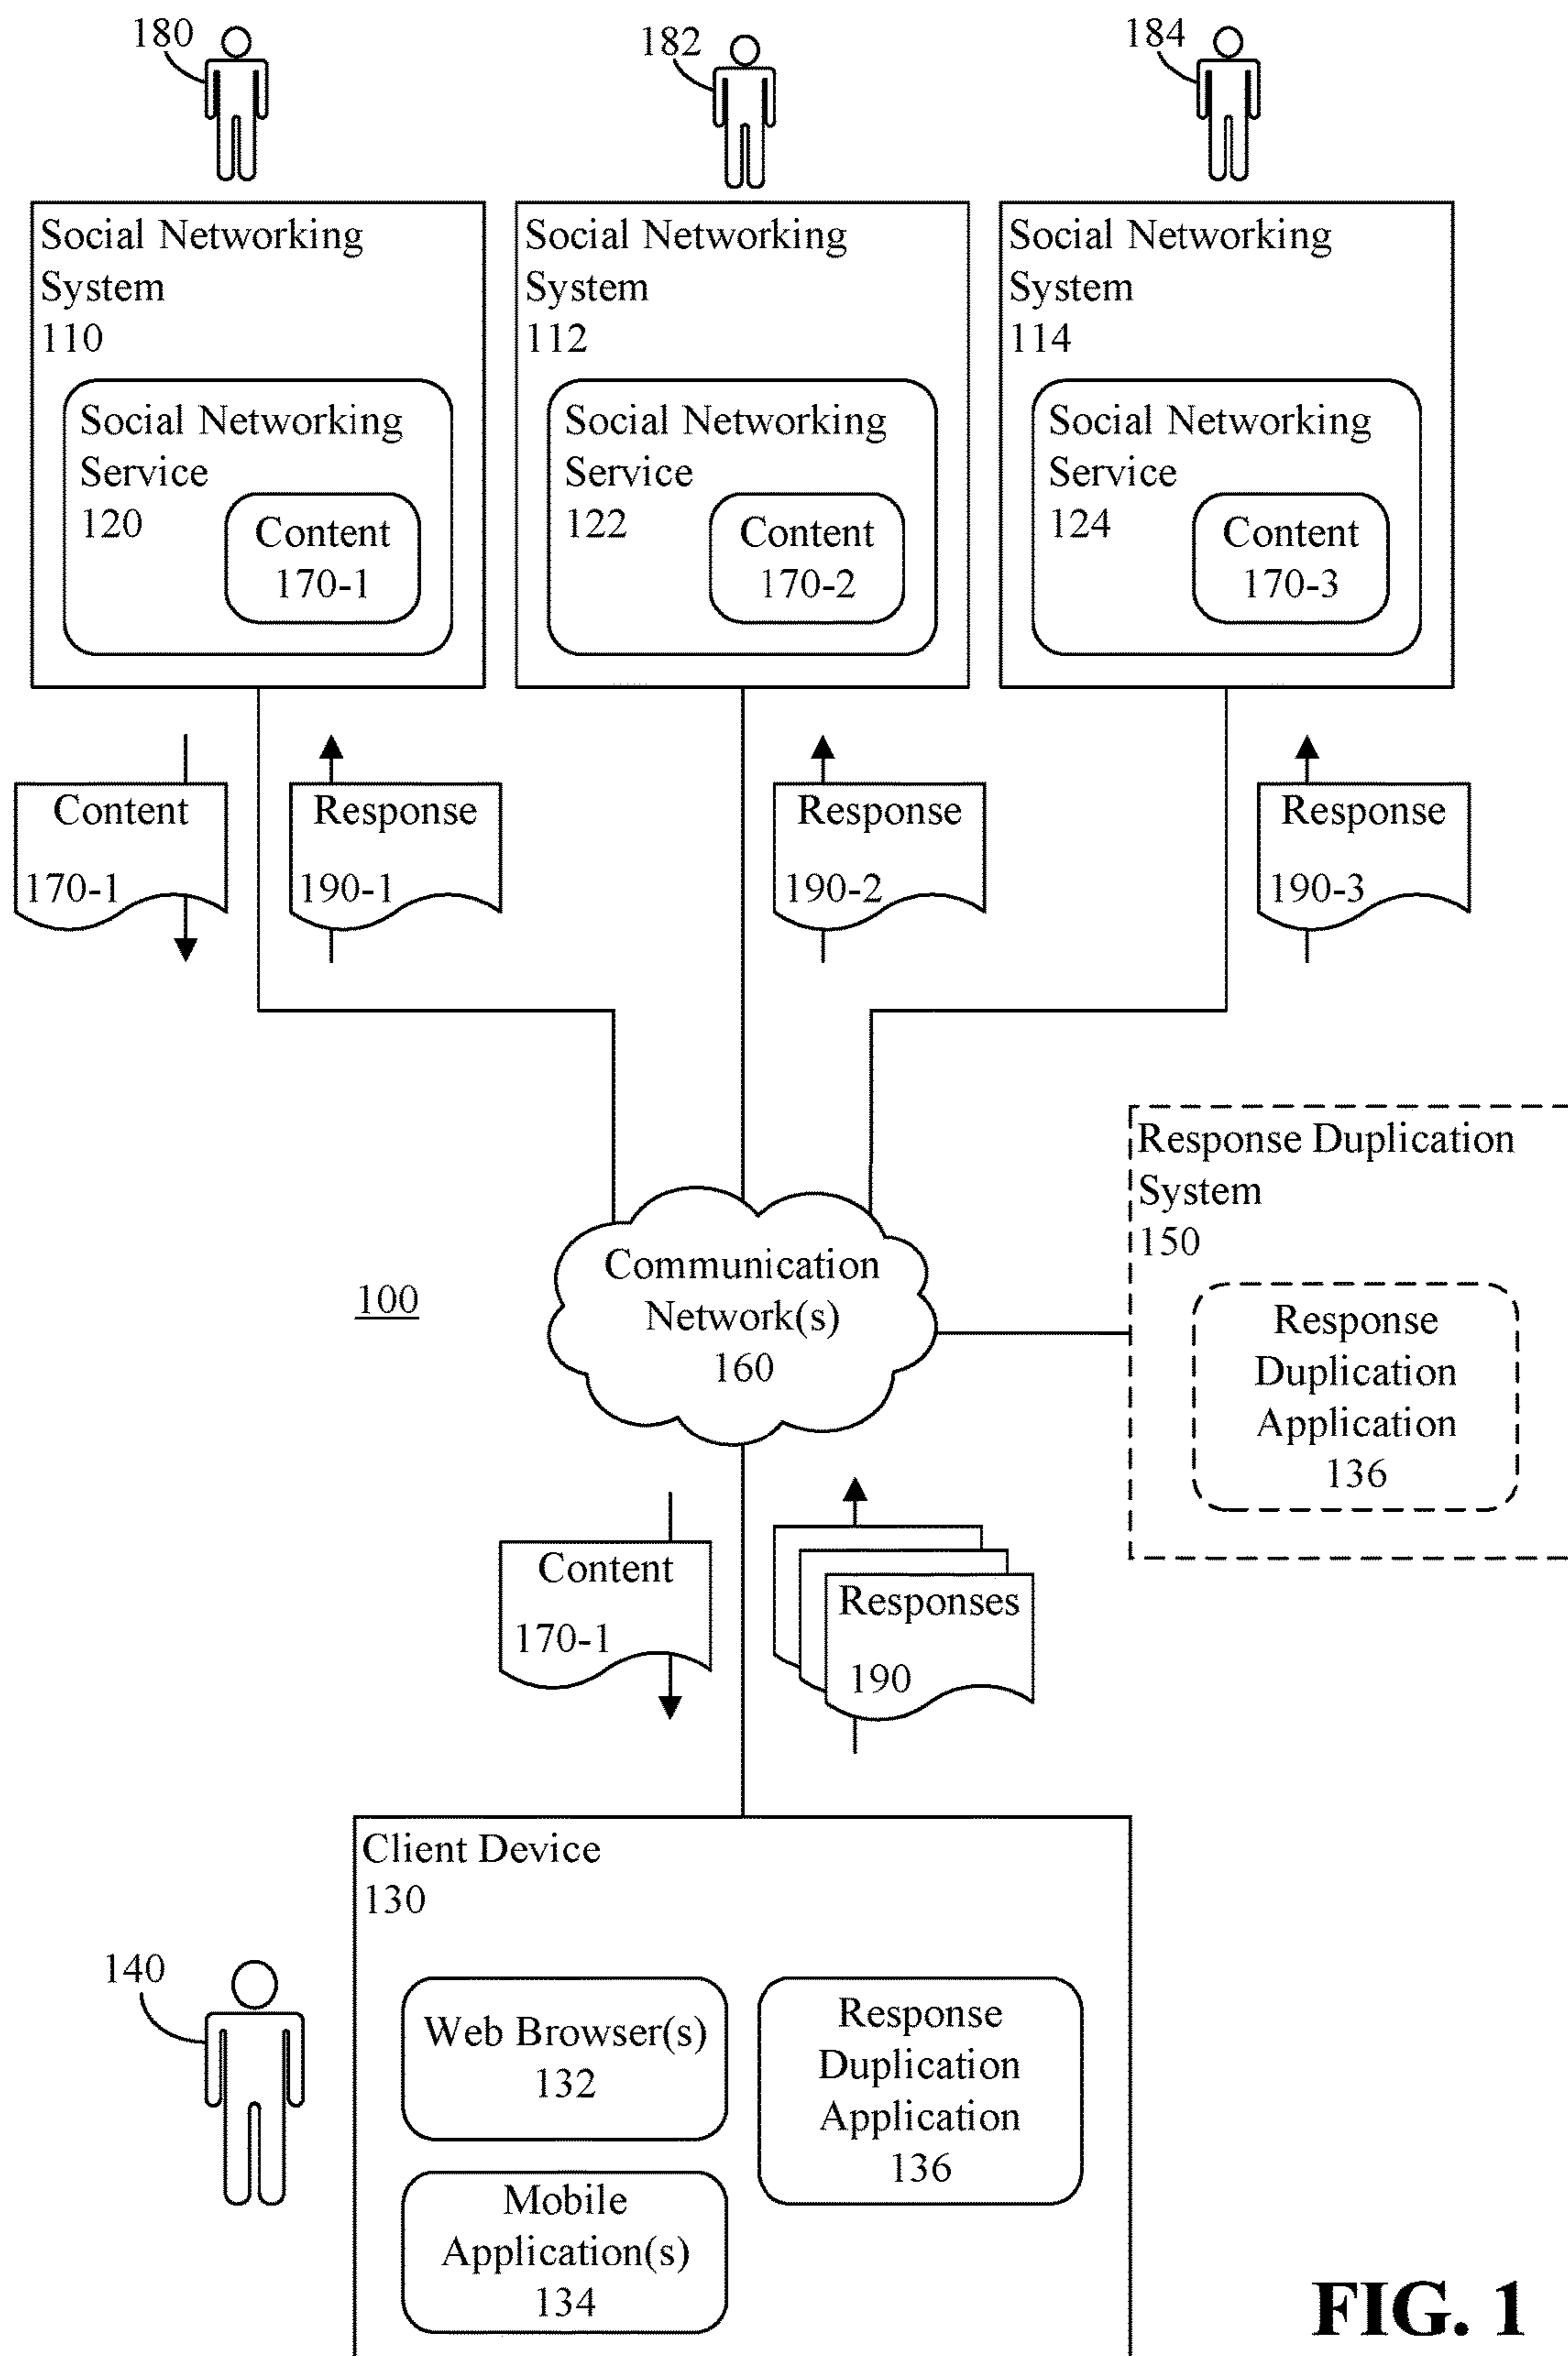 180
182
184
Social Networking
System
110
Social Networking
Service
120
Content
170-1
Social Networking
System
112
Social Networking
Service
122
Content
170-2
Social Networking
System
114
Social Networking
Service
124
Content
170-3
Content
170-1
Response
190-1
Response
190-2
Response
190-3
Response Duplication
System
150
Response
Duplication
Application
136
Communication
Network(s)
160
100
Content
170-1
Responses
190
Client Device
130
140
Web Browser(s)
132
Response
Duplication
Application
136
Mobile
Application(s)
134
FIG. 1